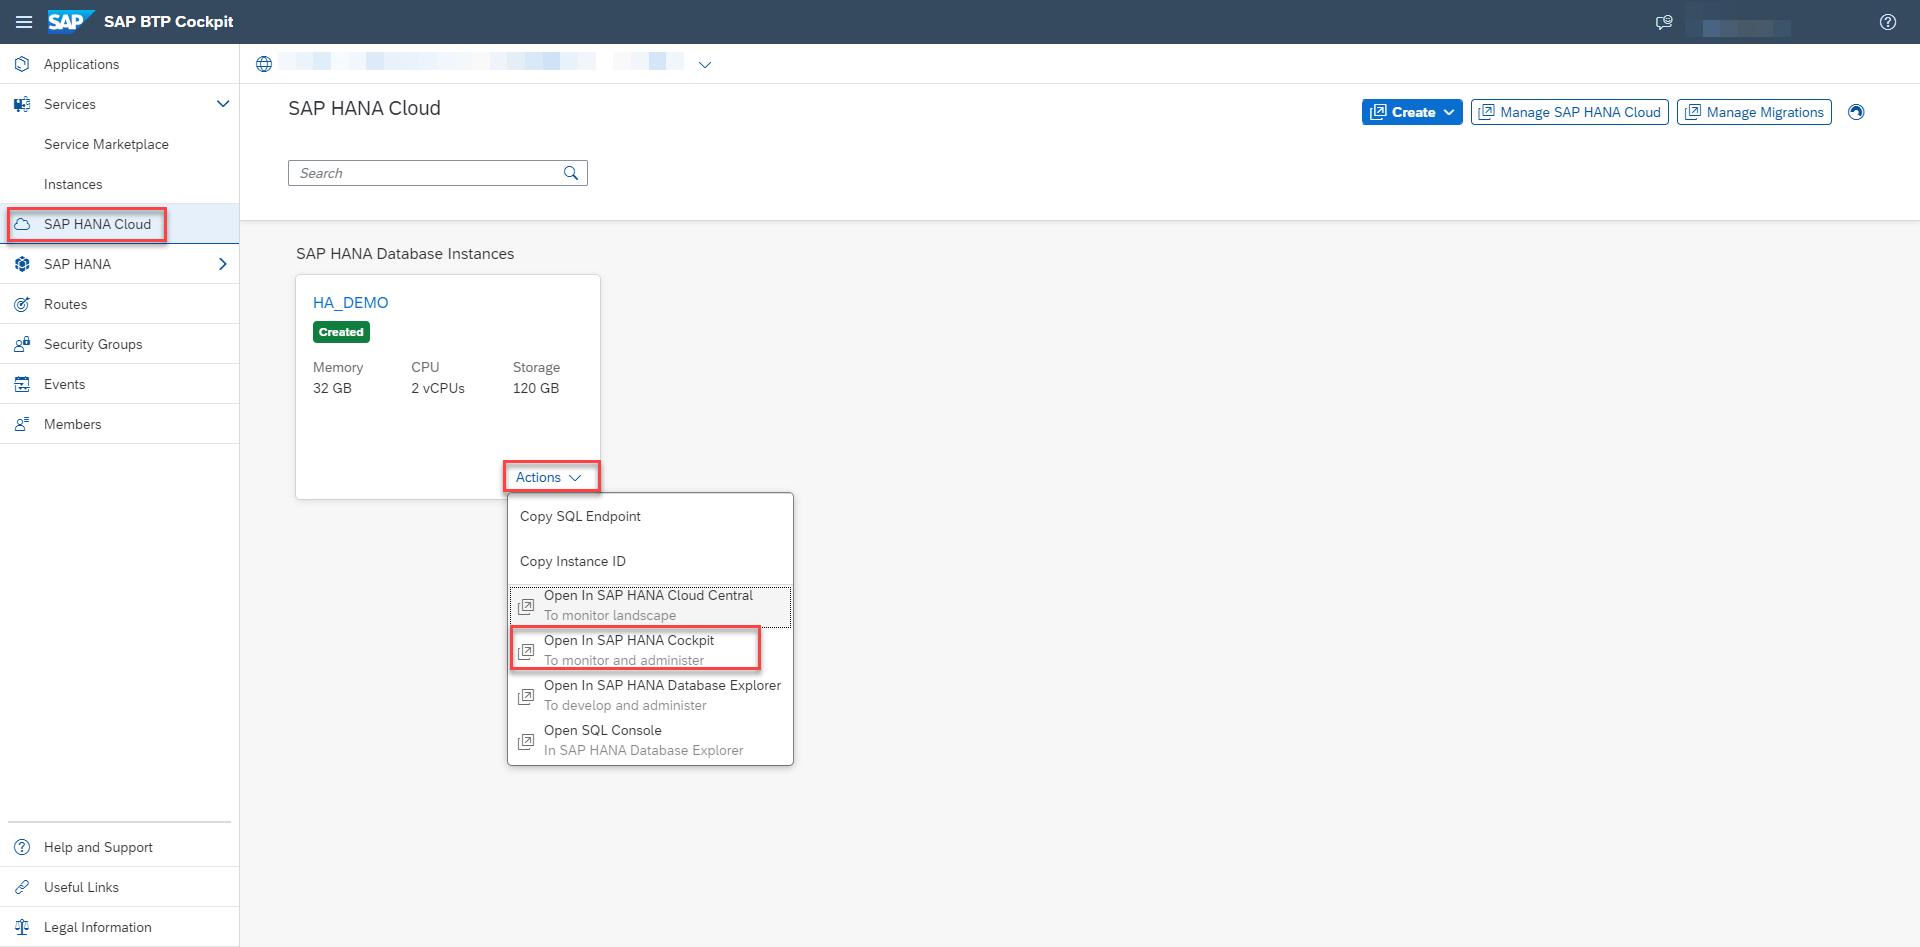 SAP SAP BTP Cockpit
Applications
Services
Service Marketplace
Instances
SAP HANA Cloud
SAP HANA
Routes
Security Groups
Events
Members
Help and Support
Useful Links
Legal Information
SAP HANA Cloud
Create
Manage SAP HANA Cloud
Manage Migrations
Search
SAP HANA Database Instances
HA_DEMO
Created
Memory CPU Storage
32 GB 2 vCPUs 120 GB
Actions
Copy SQL Endpoint
Copy Instance ID
Open In SAP HANA Cloud Central
To monitor landscape
Open In SAP HANA Cockpit
To monitor and administer
Open In SAP HANA Database Explorer
To develop and administer
Open SQL Console
In SAP HANA Database Explorer